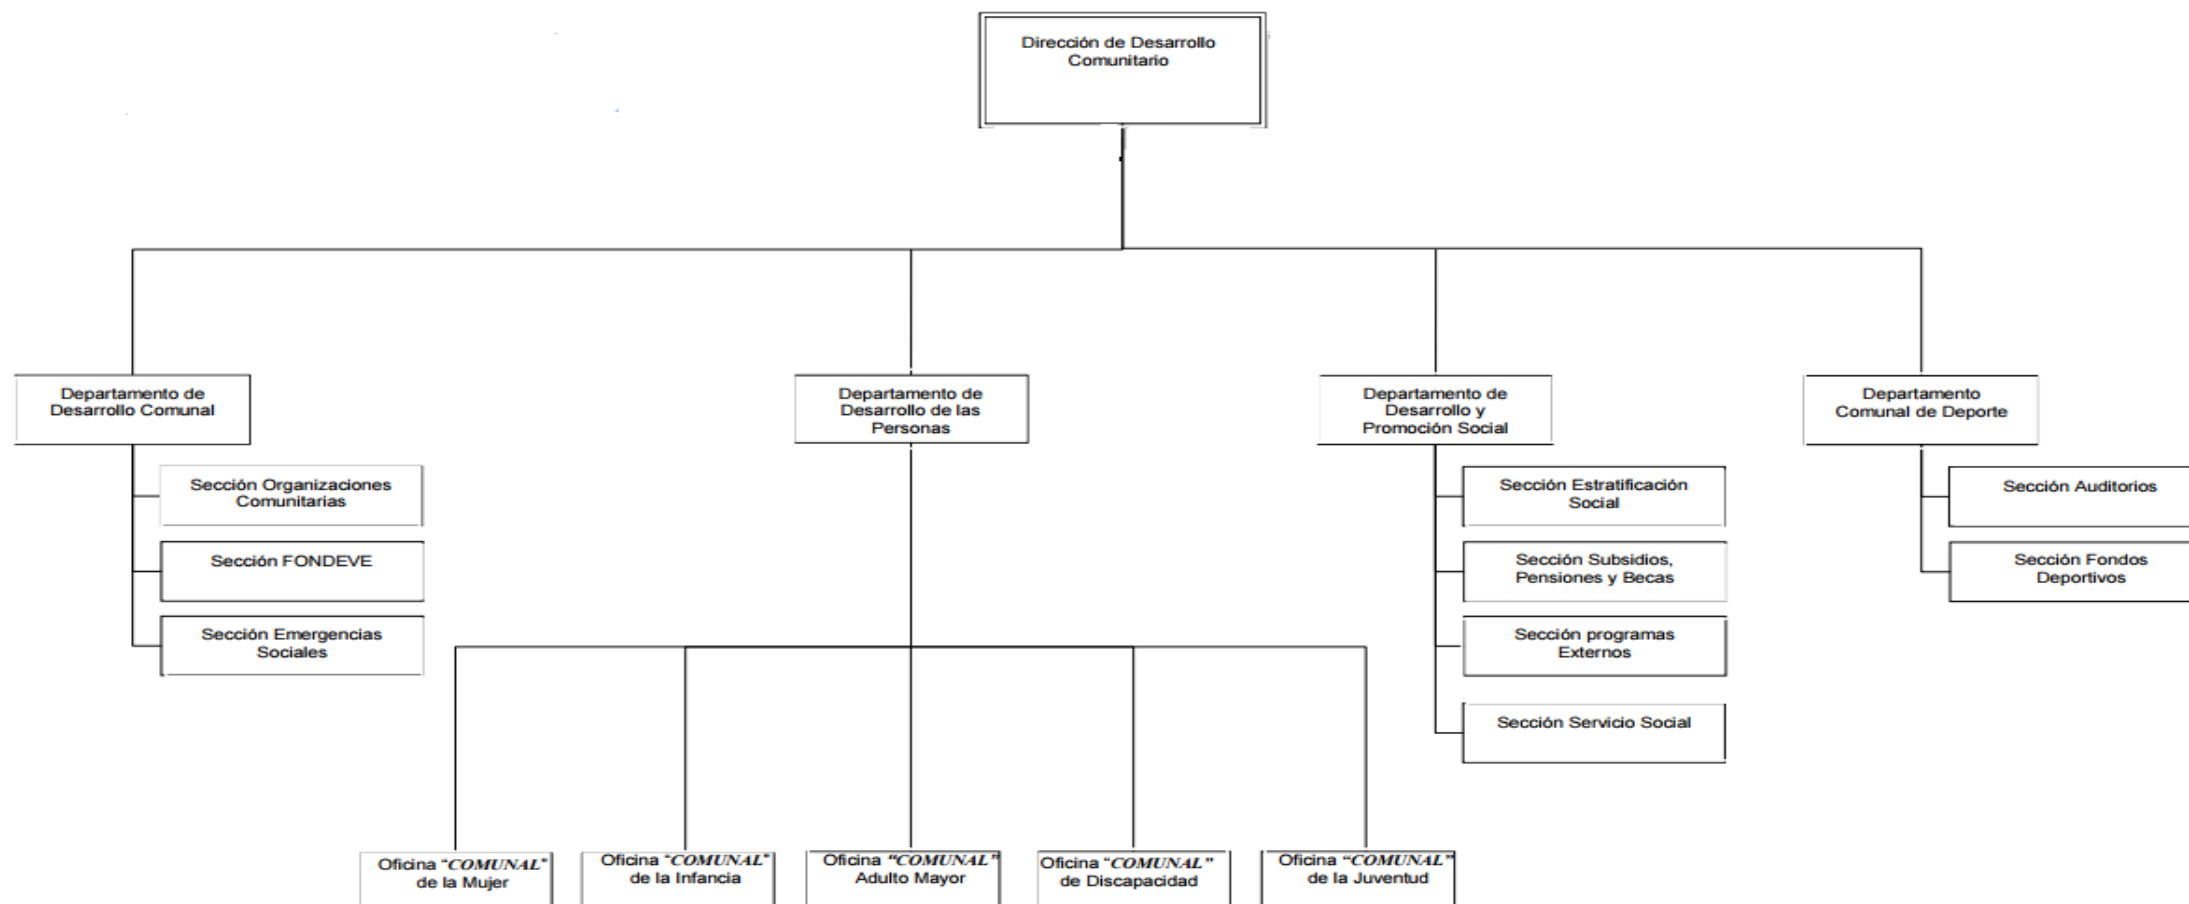 Dirección de Desarrollo
Comunitario
Departamento de
Desarrollo Comunal
Departamento de
Desarrollo de las
Personas
Departamento de
Desarrollo y
Promoción Social
Departamento
Comunal de Deporte
Sección Organizaciones
Comunitarias
Sección FONDEVE
Sección Emergencias
Sociales
Sección Estratificación
Social
Sección Subsidios,
Pensiones y Becas
Sección programas
Externos
Sección Servicio Social
Sección Auditorios
Sección Fondos
Deportivos
Oficina "COMUNAL"
de la Mujer
Oficina "COMUNAL"
de la Infancia
Oficina "COMUNAL"
Adulto Mayor
Oficina "COMUNAL"
de Discapacidad
Oficina "COMUNAL"
de la Juventud